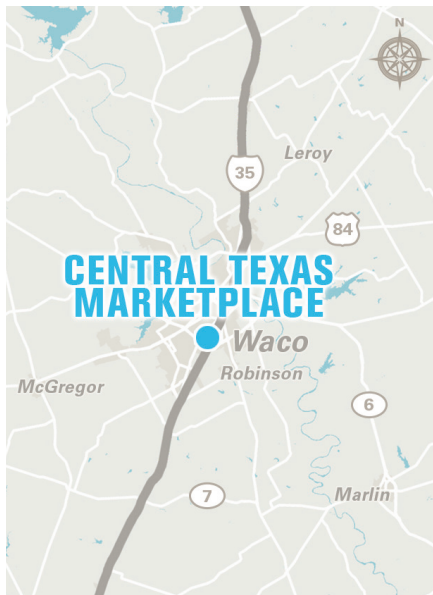 N
Leroy
35
84
CENTRAL TEXAS
MARKETPLACE
Waco
Robinson
McGregor
6
7
Marlin